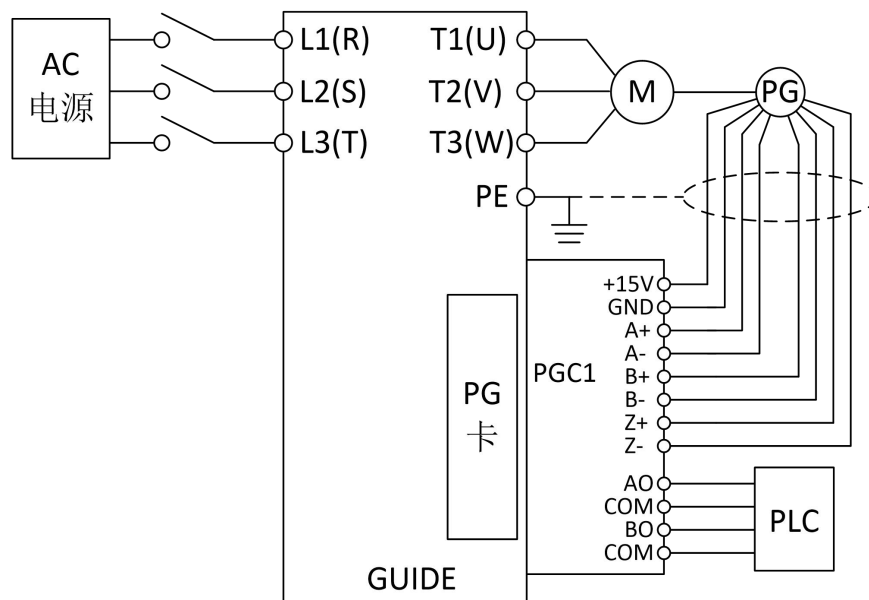 AC
电源
L1(R)
L2(S)
L3(T)
T1(U)
T2(V)
T3(W)
PE
M
PG
+15V
GND
A+
A-
B+
B-
Z+
Z-
AO
COM
BO
COM
PGC1
PG
卡
PLC
GUIDE